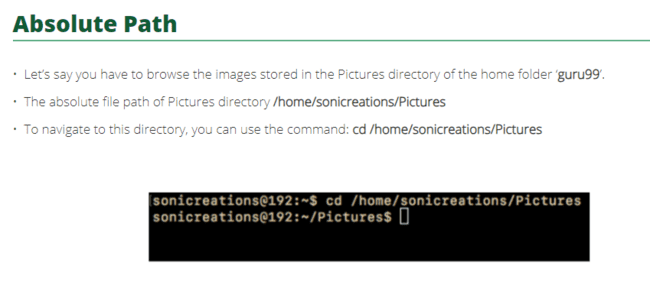 Absolute Path
• Let's say you have to browse the images stored in the Pictures directory of the home folder 'guru99'.
• The absolute file path of Pictures directory /home/sonicreations/Pictures
• To navigate to this directory, you can use the command: cd /home/sonicreations/Pictures
sonicreations@192:~$ cd /home/sonicreations/Pictures
sonicreations@192:~/Pictures$